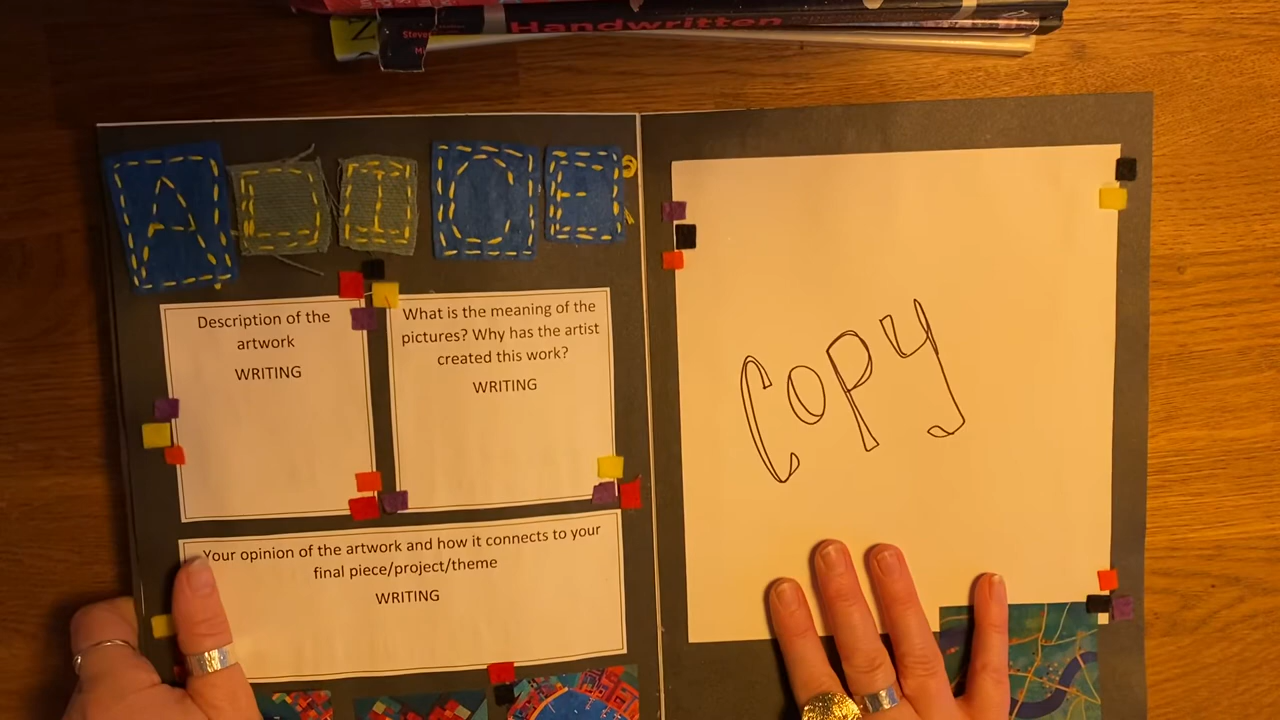 Handwritten
Steve
A L I C E
Description of the
artwork
WRITING
What is the meaning of the
pictures? Why has the artist
created this work?
WRITING
Your opinion of the artwork and how it connects to your
final piece/project/theme
WRITING
Copy